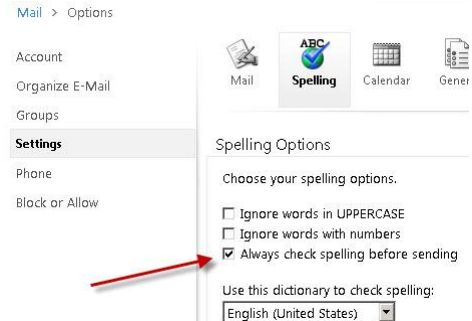 Mail > Options
Account
Organize E-Mail
Groups
Settings
Phone
Block or Allow
ABC
Mail
Spelling
Calendar
Spelling Options
Choose your spelling options.
Ignore words in UPPERCASE
Ignore words with numbers
Always check spelling before sending
Use this dictionary to check spelling:
English (United States)